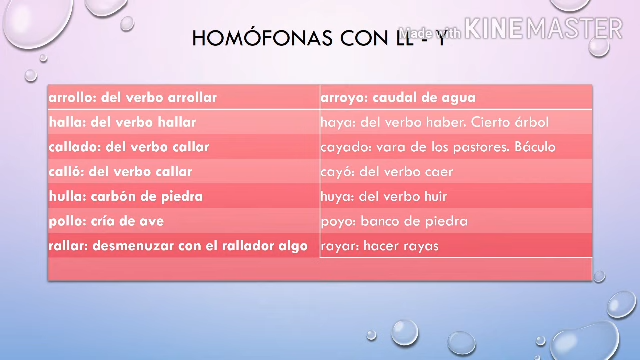 Made with KINEMASTER
HOMÓFONAS CON LL - Y
arrollo: del verbo arrollar
arroyo: caudal de agua
halla: del verbo hallar
haya: del verbo haber. Cierto árbol
callado: del verbo callar
cayado: vara de los pastores. Báculo
calló: del verbo callar
cayó: del verbo caer
hulla: carbón de piedra
huya: del verbo huir
pollo: cría de ave
poyo: banco de piedra
rallar: desmenuzar con el rallador algo
rayar: hacer rayas